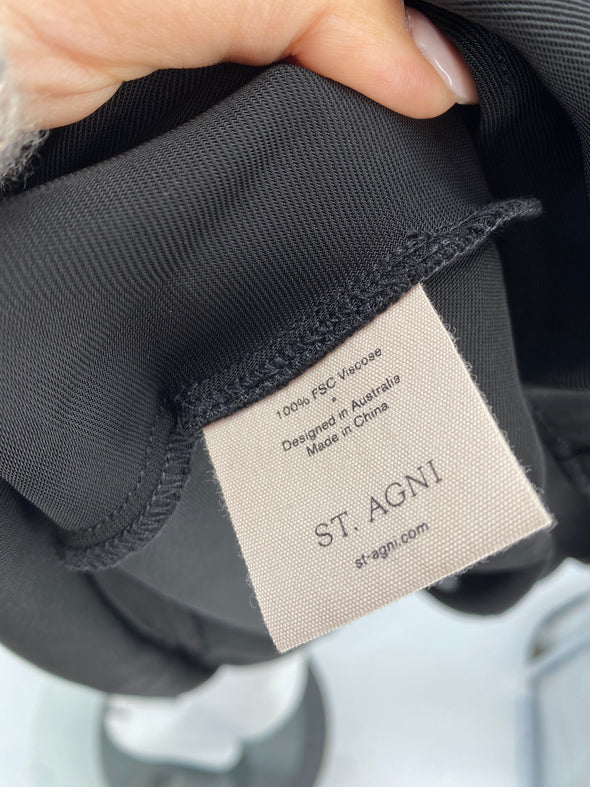 100% FSC Viscose
•
Designed in Australia
Made in China
ST. AGNI
st-agni.com